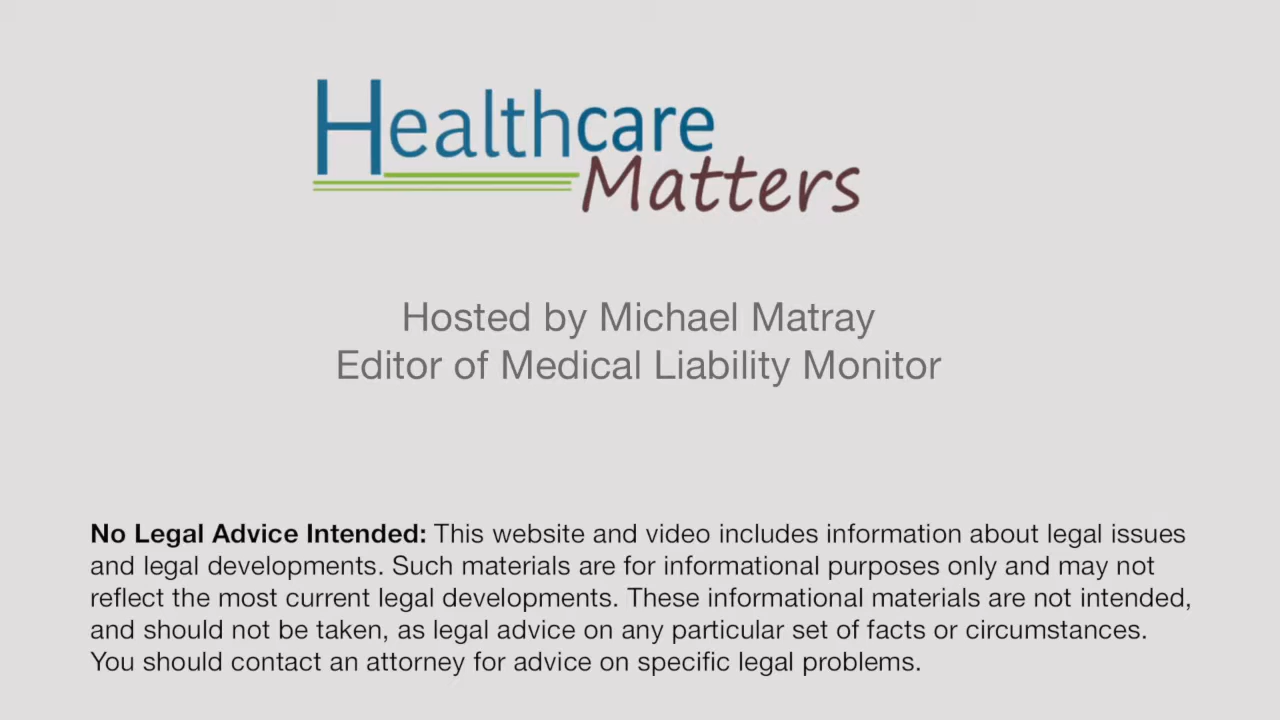 Healthcare
Matters
Hosted by Michael Matray
Editor of Medical Liability Monitor
No Legal Advice Intended: This website and video includes information about legal issues
and legal developments. Such materials are for informational purposes only and may not
reflect the most current legal developments. These informational materials are not intended,
and should not be taken, as legal advice on any particular set of facts or circumstances.
You should contact an attorney for advice on specific legal problems.